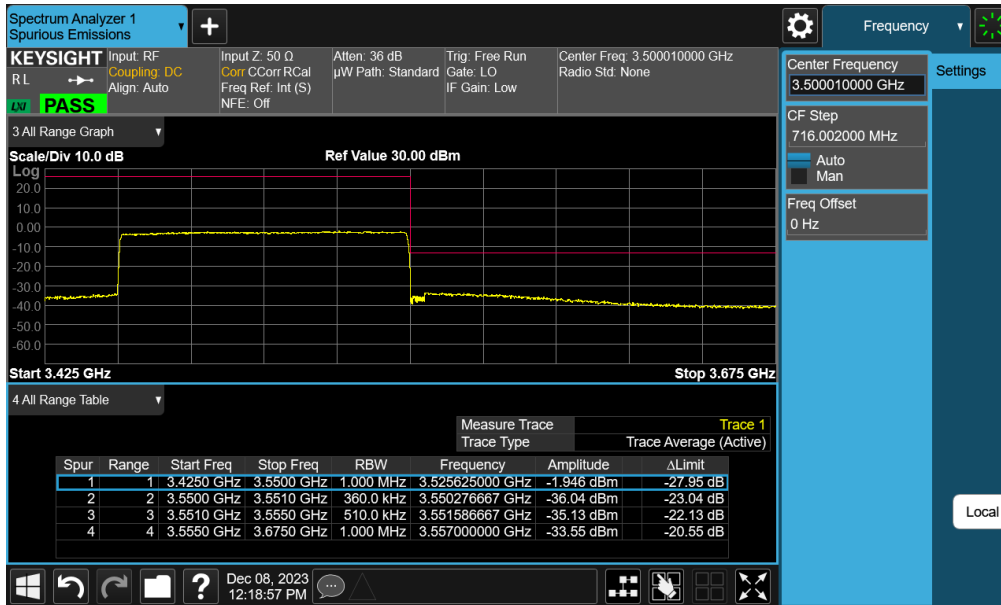 Spectrum Analyzer 1
Spurious Emissions
Frequency
KEYSIGHT
R L
LXI
PASS
Input: RF
Coupling: DC
Align: Auto
Input Z: 50 Ω
Corr CCorr RCal
Freq Ref: Int (S)
NFE: Off
Atten: 36 dB
µW Path: Standard
Trig: Free Run
Gate: LO
IF Gain: Low
Center Freq: 3.500010000 GHz
Radio Std: None
Center Frequency
3.500010000 GHz
Settings
CF Step
716.002000 MHz
Auto
Man
Freq Offset
0 Hz
3 All Range Graph
Scale/Div 10.0 dB
Ref Value 30.00 dBm
Log
20.0
10.0
0.00
-10.0
-20.0
-30.0
-40.0
-50.0
-60.0
Start 3.425 GHz
Stop 3.675 GHz
4 All Range Table
Measure Trace Trace 1
Trace Type Trace Average (Active)
Spur Range Start Freq Stop Freq RBW Frequency Amplitude ΔLimit
1 1 3.4250 GHz 3.5500 GHz 1.000 MHz 3.525625000 GHz -1.946 dBm -27.95 dB
2 2 3.5500 GHz 3.5510 GHz 360.0 kHz 3.550276667 GHz -36.04 dBm -23.04 dB
3 3 3.5510 GHz 3.5550 GHz 510.0 kHz 3.551586667 GHz -35.13 dBm -22.13 dB
4 4 3.5550 GHz 3.6750 GHz 1.000 MHz 3.557000000 GHz -33.55 dBm -20.55 dB
Local
?
Dec 08, 2023
12:18:57 PM